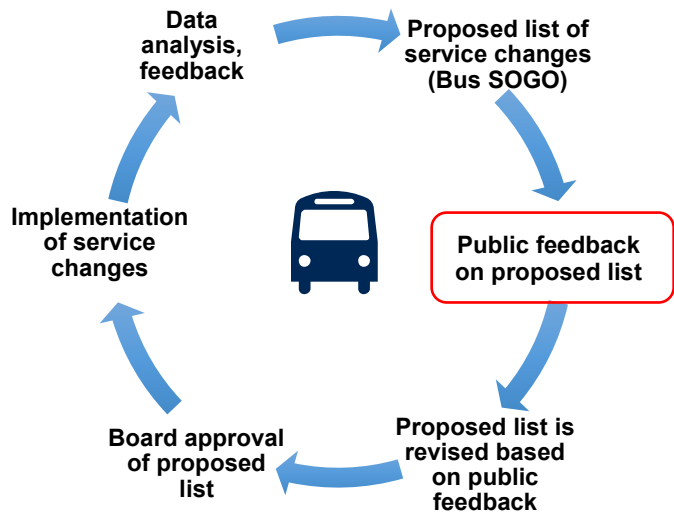 Data
analysis,
feedback
Proposed list of
service changes
(Bus SOGO)
Public feedback
on proposed list
Proposed list is
revised based
on public
feedback
Board approval
of proposed
list
Implementation
of service
changes